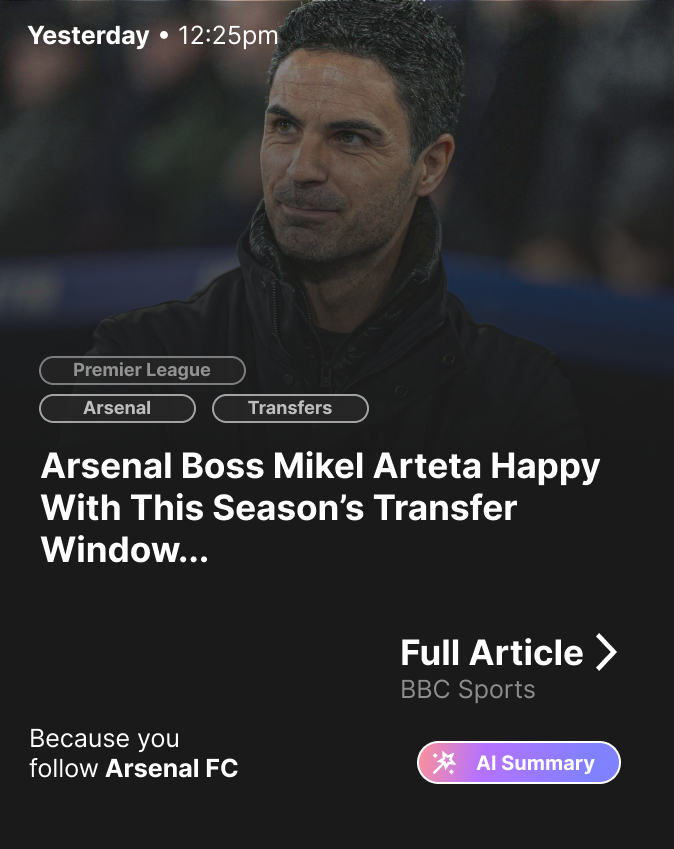 Yesterday • 12:25pm
Premier League
Arsenal
Transfers
Arsenal Boss Mikel Arteta Happy
With This Season’s Transfer
Window...
Full Article
BBC Sports
Because you
follow Arsenal FC
AI Summary